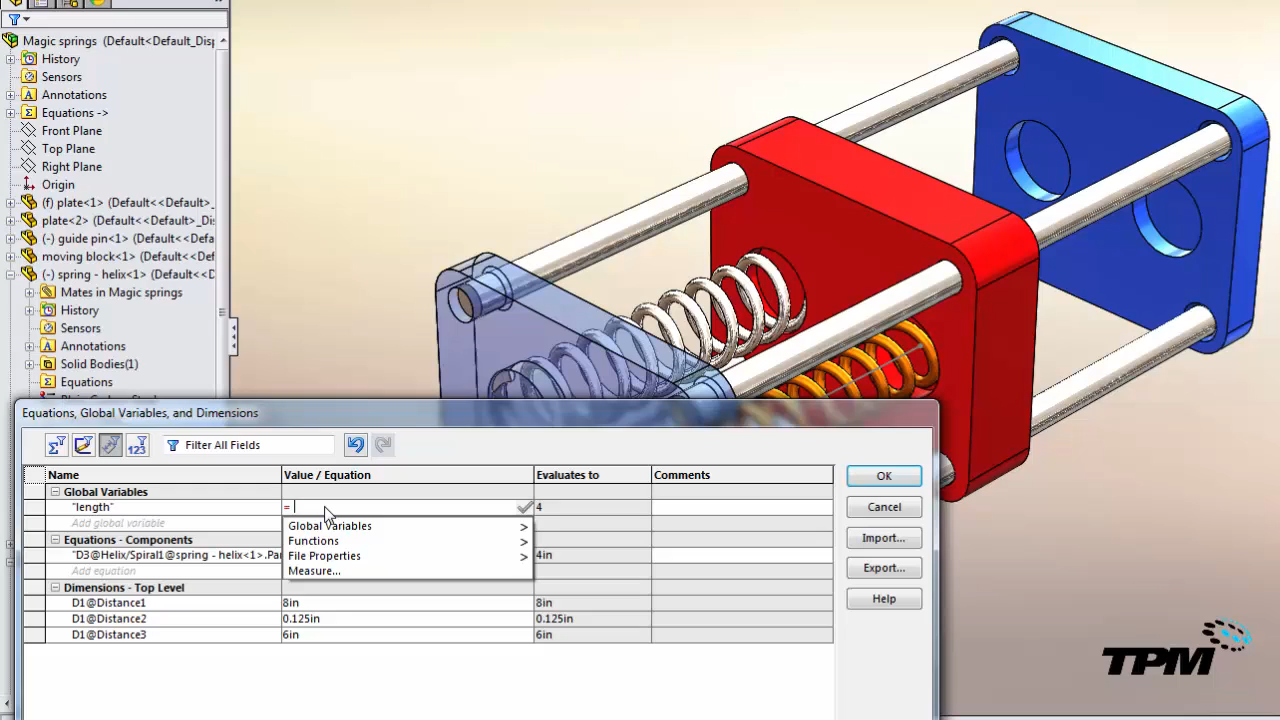 Magic springs (Default<Default_Disp
History
Sensors
Annotations
Equations ->
Front Plane
Top Plane
Right Plane
Origin
(f) plate<1> (Default<<Default>_Dis
plate<2> (Default<<Default>_Disp
(-) guide pin<1> (Default<<Defa
moving block<1> (Default<<Def
(-) spring - helix<1> (Default<<D
Mates in Magic springs
History
Sensors
Annotations
Solid Bodies(1)
Equations
Equations, Global Variables, and Dimensions
Filter All Fields
Name Value / Equation Evaluates to Comments
Global Variables
"length" = 4
Add global variable
Global Variables >
Functions >
File Properties >
Measure...
Equations - Components
"D3@Helix/Spiral1@spring - helix<1>.Par 4in
Add equation
Dimensions - Top Level
D1@Distance1 8in 8in
D1@Distance2 0.125in 0.125in
D1@Distance3 6in 6in
OK
Cancel
Import...
Export...
Help
TPM